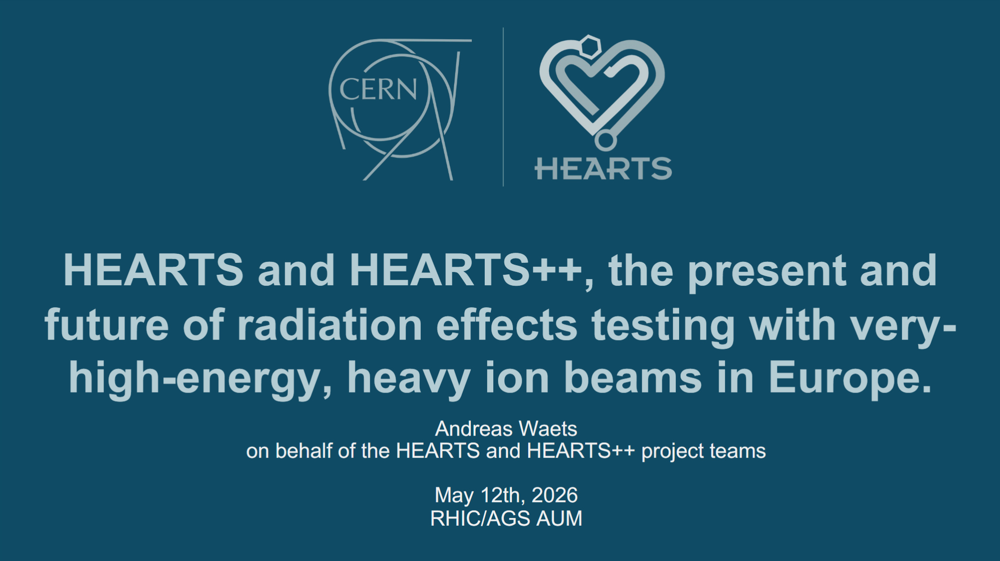 CERN
HEARTS
HEARTS and HEARTS++, the present and
future of radiation effects testing with very-
high-energy, heavy ion beams in Europe.
Andreas Waets
on behalf of the HEARTS and HEARTS++ project teams
May 12th, 2026
RHIC/AGS AUM